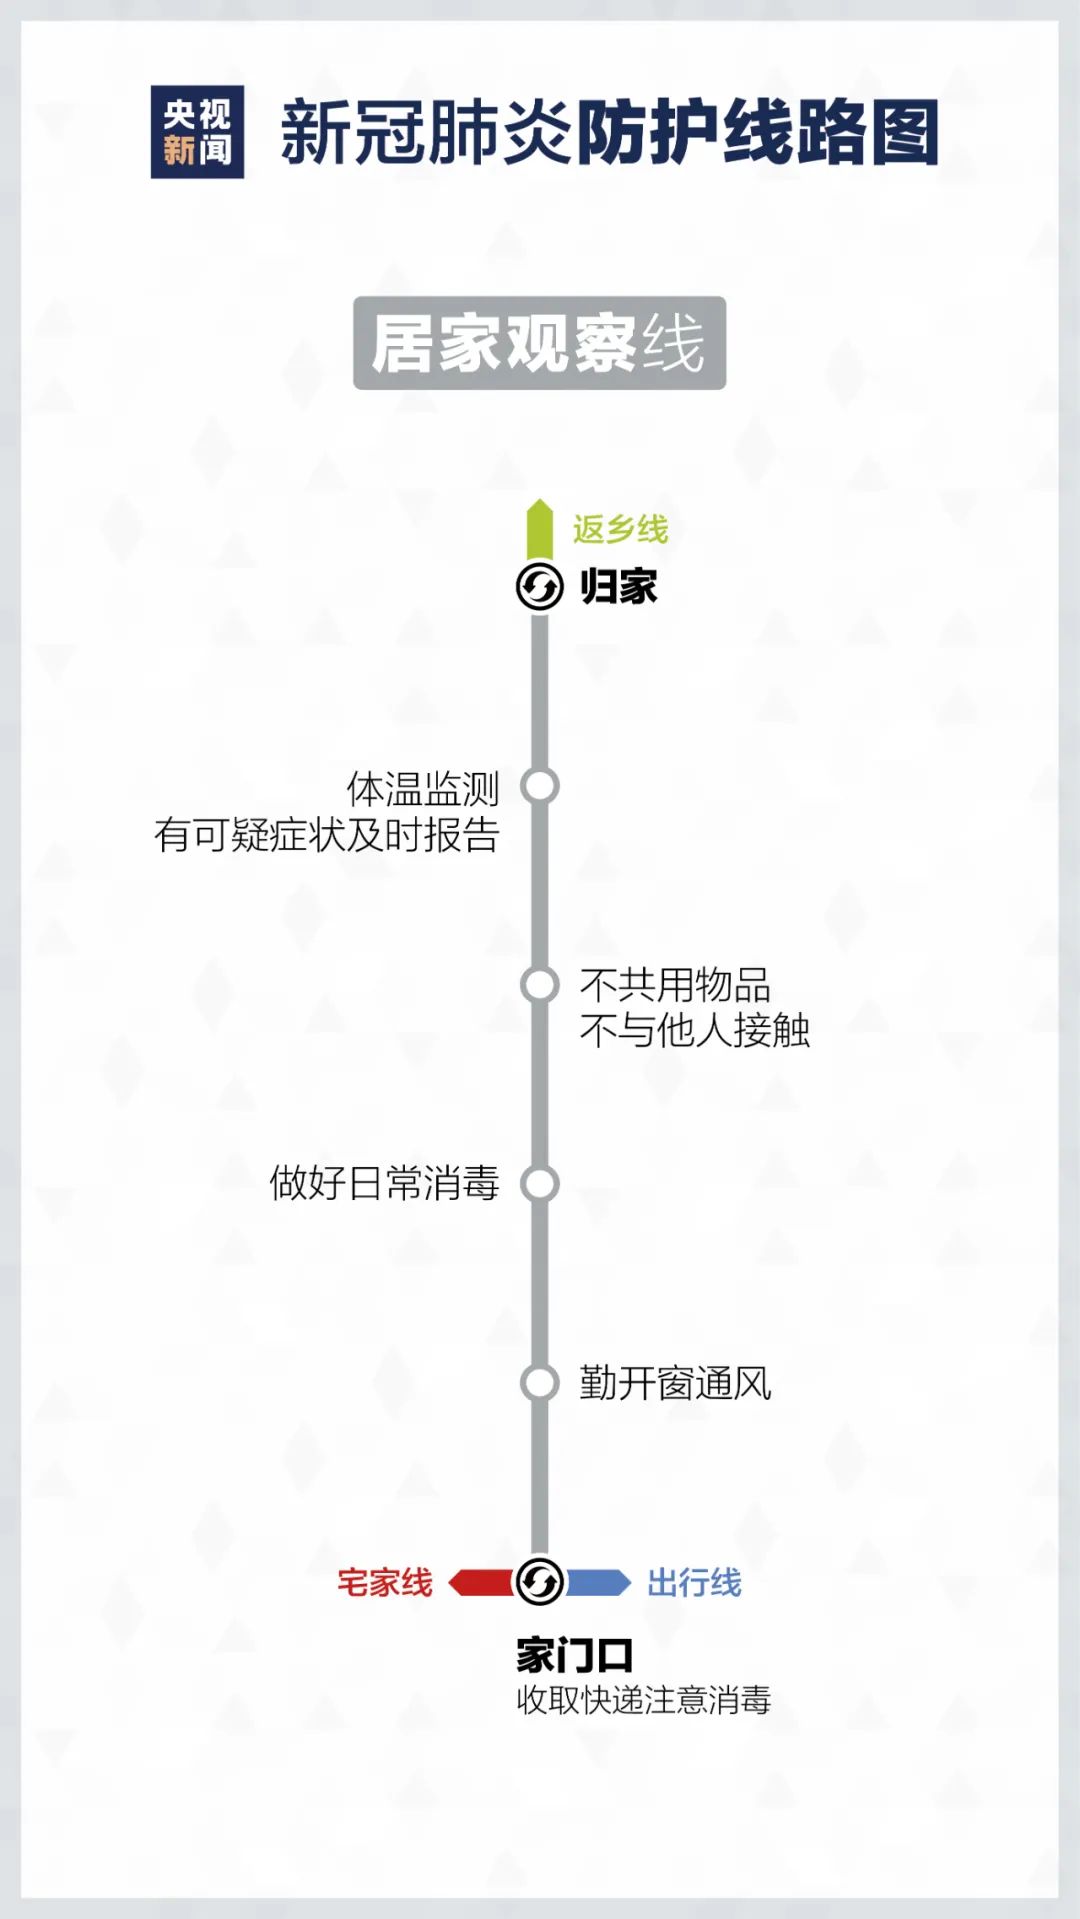 央视
新闻
新冠肺炎防护线路图
居家观察线
返乡线
归家
体温监测
有可疑症状及时报告
不共用物品
不与他人接触
做好日常消毒
勤开窗通风
宅家线
出行线
家门口
收取快递注意消毒